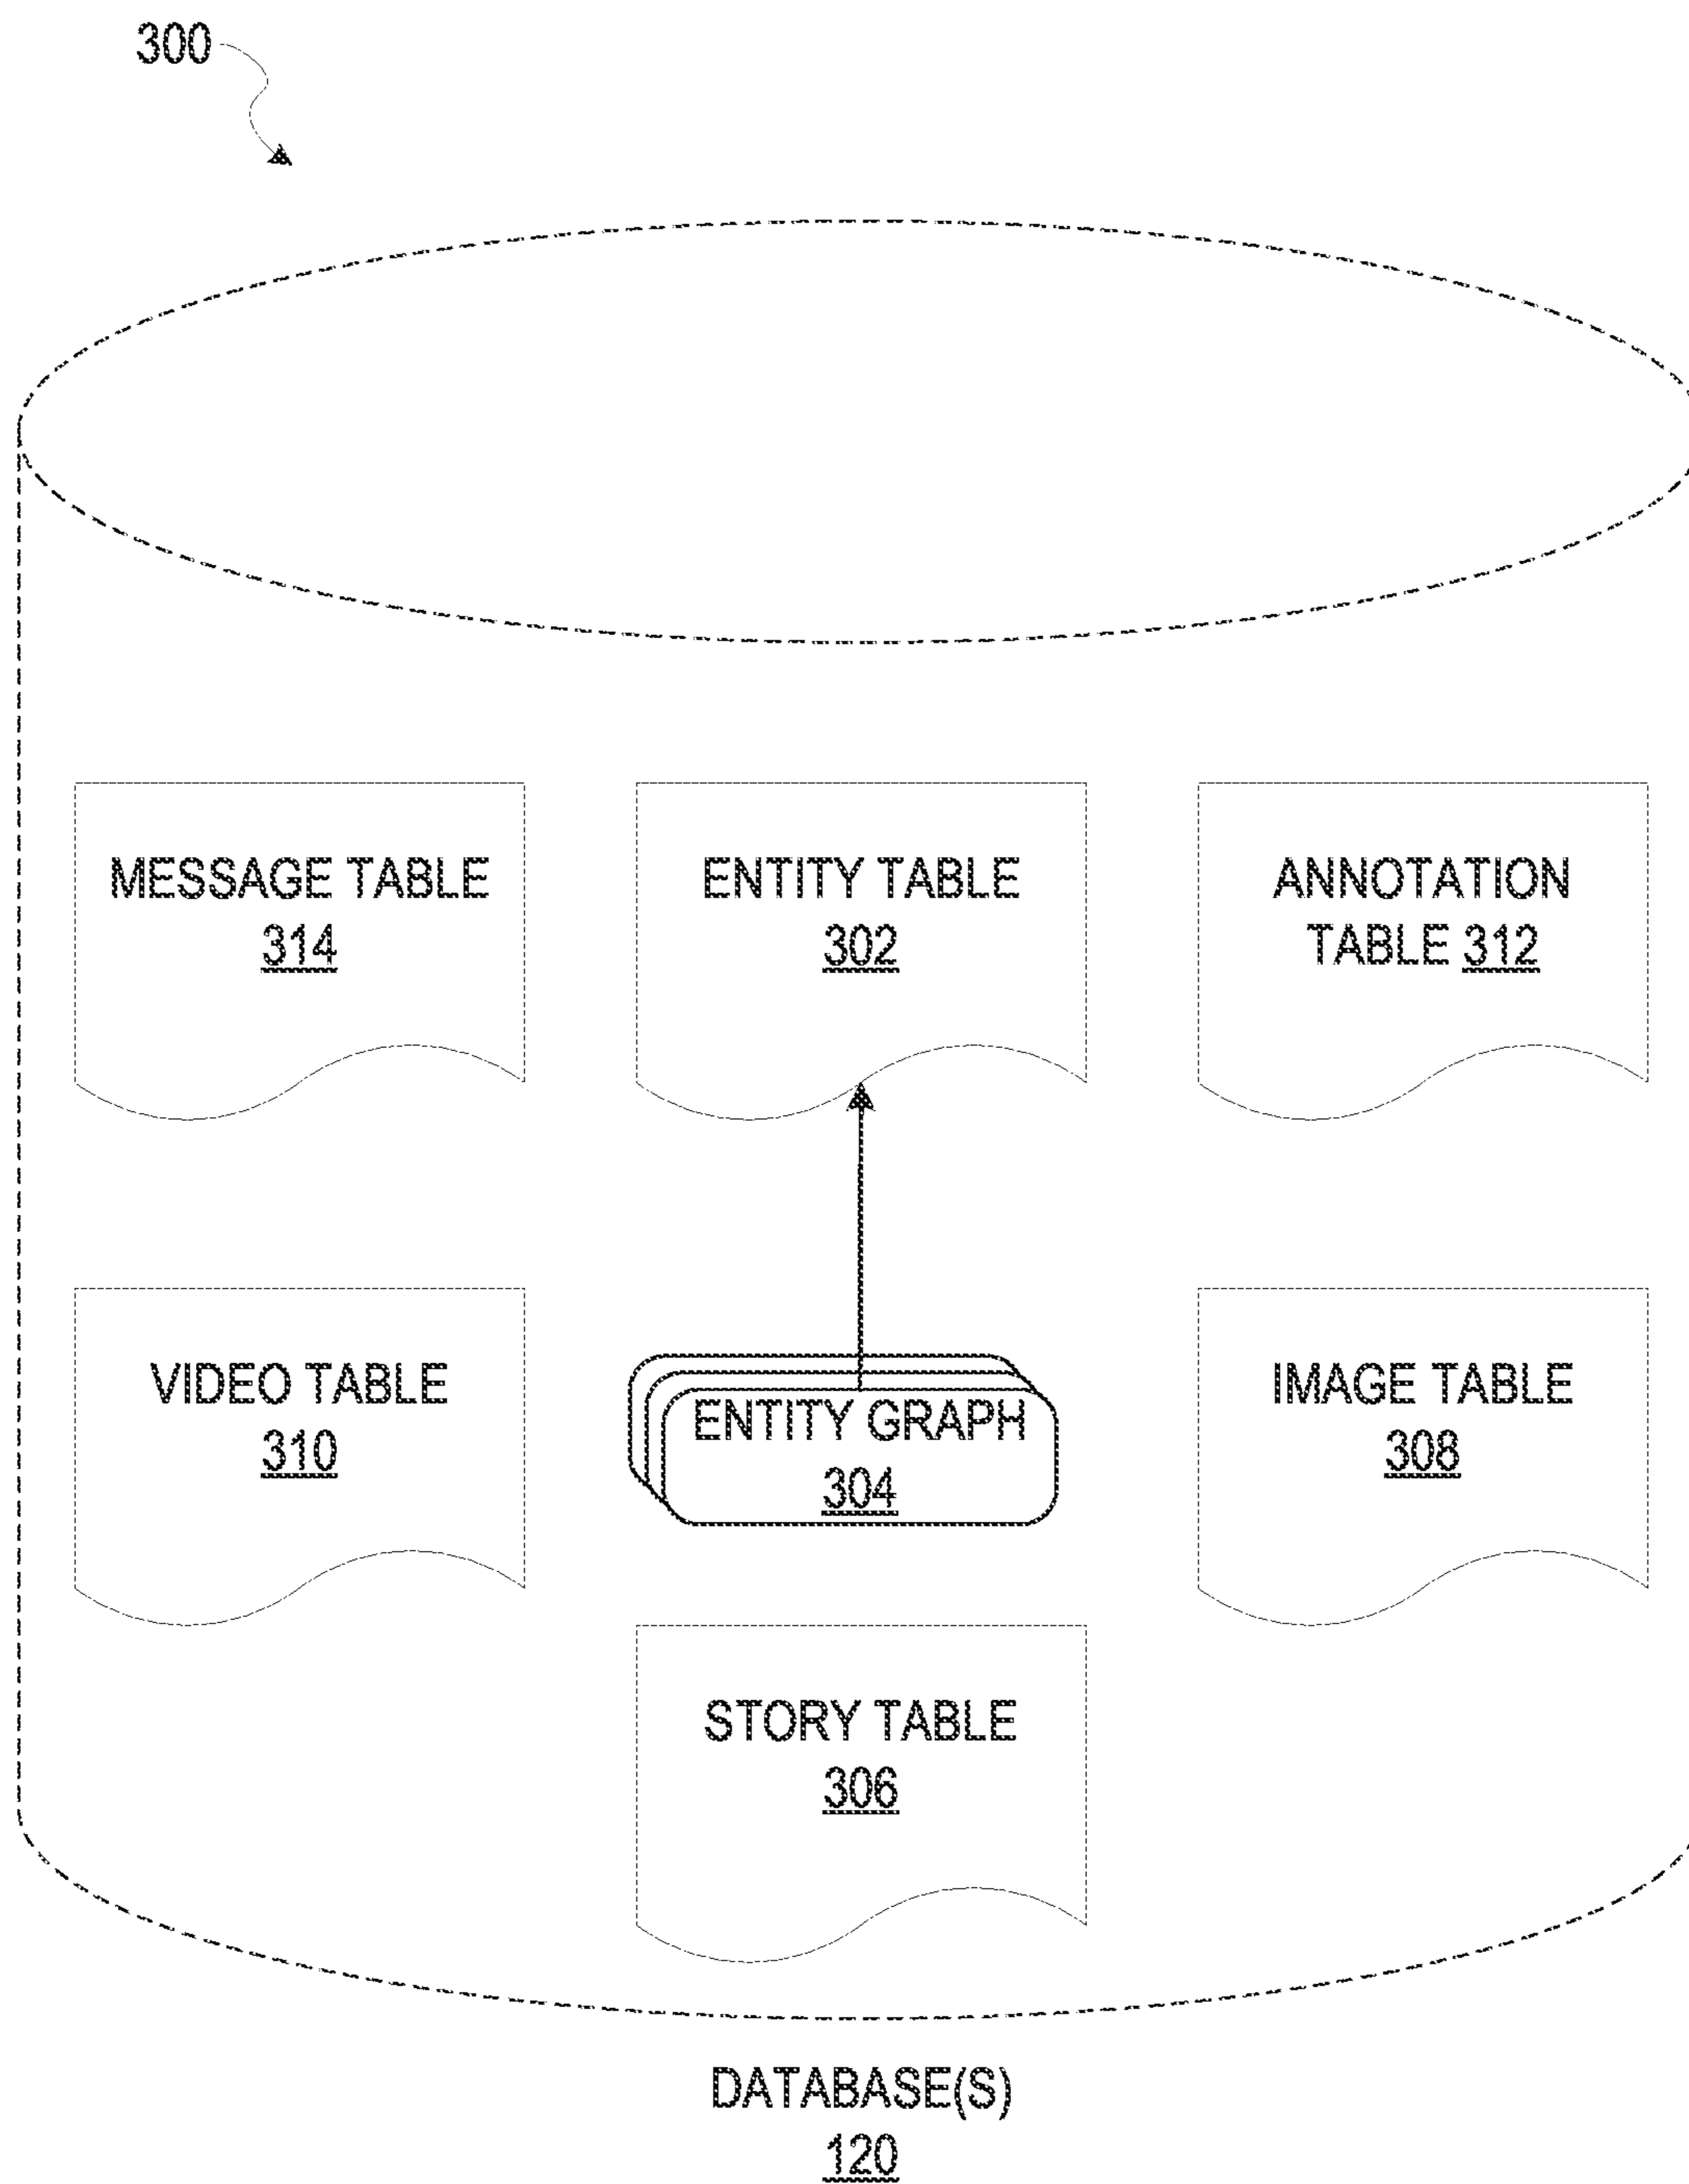 300
MESSAGE TABLE
314
ENTITY TABLE
302
ANNOTATION
TABLE 312
VIDEO TABLE
310
ENTITY GRAPH
304
IMAGE TABLE
308
STORY TABLE
306
DATABASE(S)
120